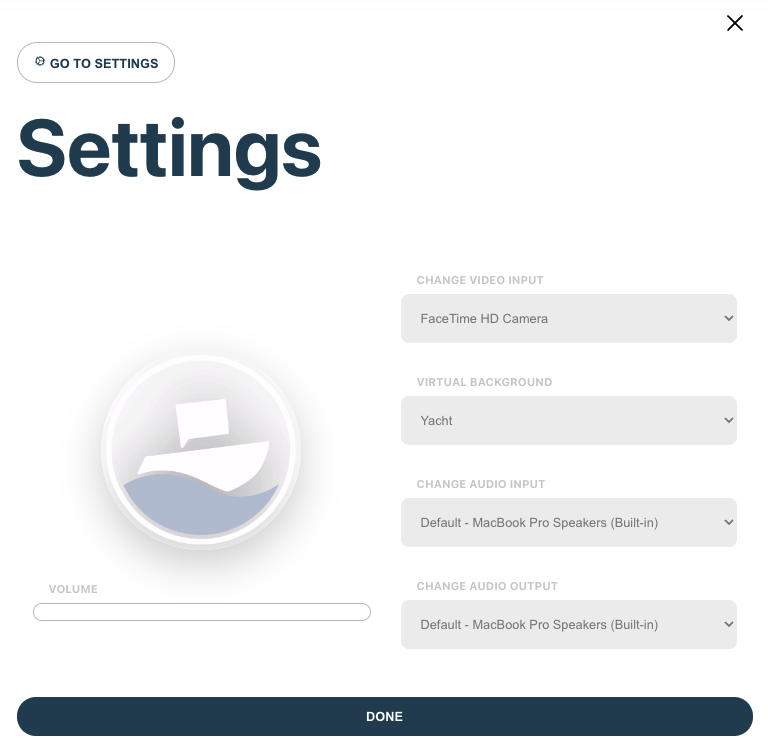 GO TO SETTINGS
Settings
CHANGE VIDEO INPUT
FaceTime HD Camera
VIRTUAL BACKGROUND
Yacht
CHANGE AUDIO INPUT
Default - MacBook Pro Speakers (Built-in)
VOLUME
CHANGE AUDIO OUTPUT
Default - MacBook Pro Speakers (Built-in)
DONE